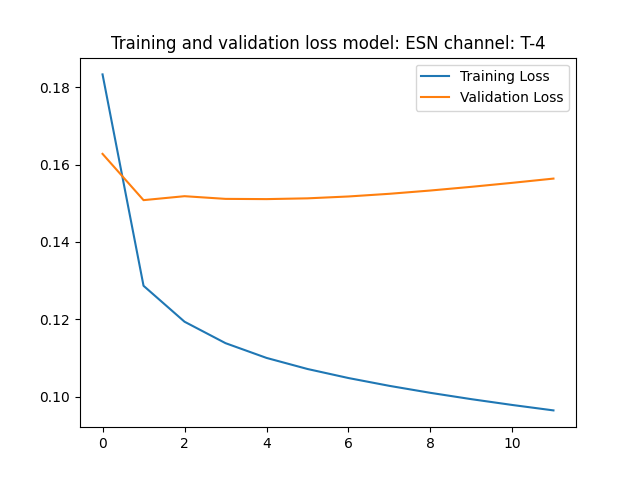 Training and validation loss model: ESN channel: T-4
Training Loss
Validation Loss
0.18
0.16
0.14
0.12
0.10
0 2 4 6 8 10